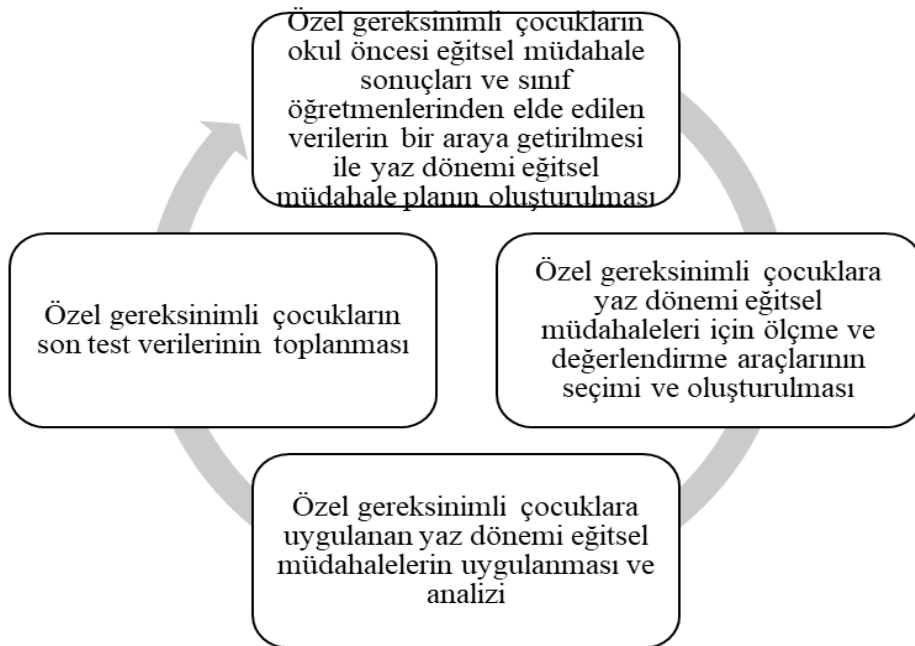 Özel gereksinimli çocukların
okul öncesi eğitsel müdahale
sonuçları ve sınıf
öğretmenlerinden elde edilen
verilerin bir araya getirilmesi
ile yaz dönemi eğitsel
müdahale planın oluşturulması
Özel gereksinimli çocuklara
yaz dönemi eğitsel
müdahaleleri için ölçme ve
değerlendirme araçlarının
seçimi ve oluşturulması
Özel gereksinimli çocuklara
uygulanan yaz dönemi eğitsel
müdahalelerin uygulanması ve
analizi
Özel gereksinimli çocukların
son test verilerinin toplanması